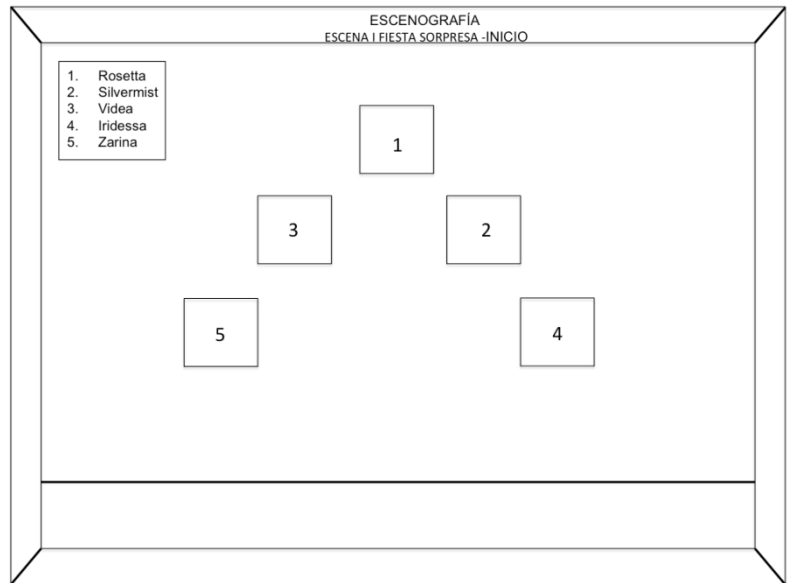 ESCENOGRAFÍA
ESCENA I FIESTA SORPRESA -INICIO
1. Rosetta
2. Silvermist
3. Videa
4. Iridessa
5. Zarina
1
3
2
5
4